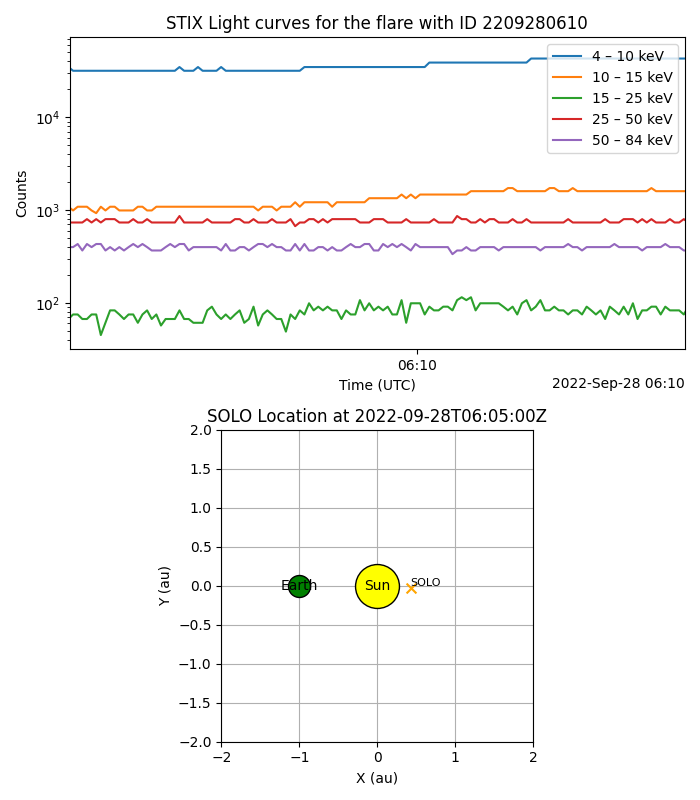 STIX Light curves for the flare with ID 2209280610
Counts
10⁴
10³
10²
4 – 10 keV
10 – 15 keV
15 – 25 keV
25 – 50 keV
50 – 84 keV
06:10
Time (UTC)
2022-Sep-28 06:10
SOLO Location at 2022-09-28T06:05:00Z
Y (au)
2.0
1.5
1.0
0.5
0.0
−0.5
−1.0
−1.5
−2.0
Earth
Sun
SOLO
−2
−1
0
1
2
X (au)